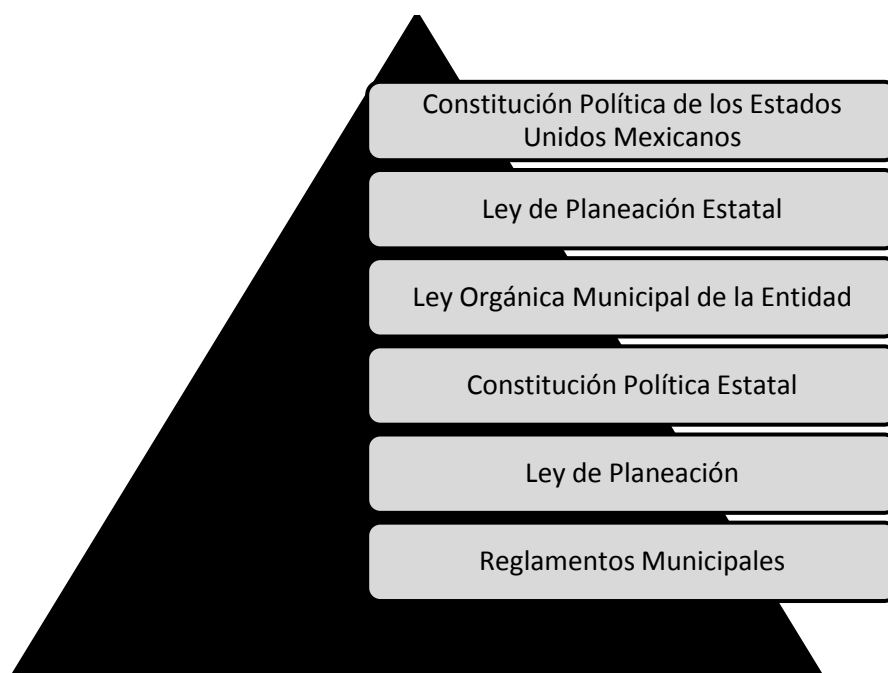 Constitución Política de los Estados
Unidos Mexicanos
Ley de Planeación Estatal
Ley Orgánica Municipal de la Entidad
Constitución Política Estatal
Ley de Planeación
Reglamentos Municipales